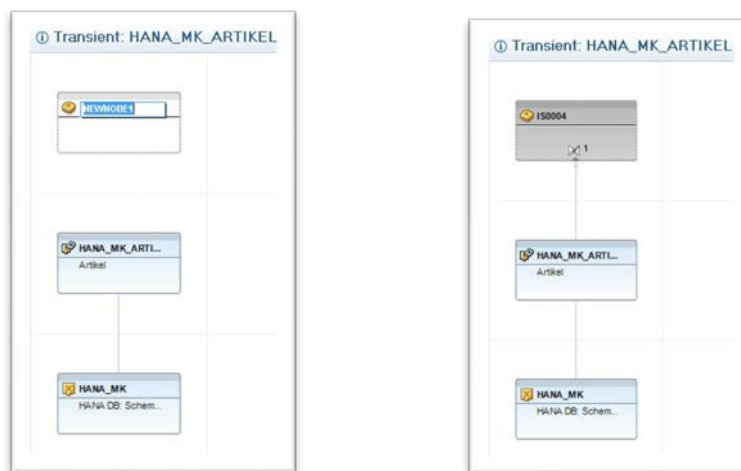 Transient: HANA_MK_ARTIKEL
NEWNODE1
HANA_MK_ARTI...
Artikel
HANA_MK
HANA DB: Schem...
Transient: HANA_MK_ARTIKEL
IS0004
1
HANA_MK_ARTI...
Artikel
HANA_MK
HANA DB: Schem...